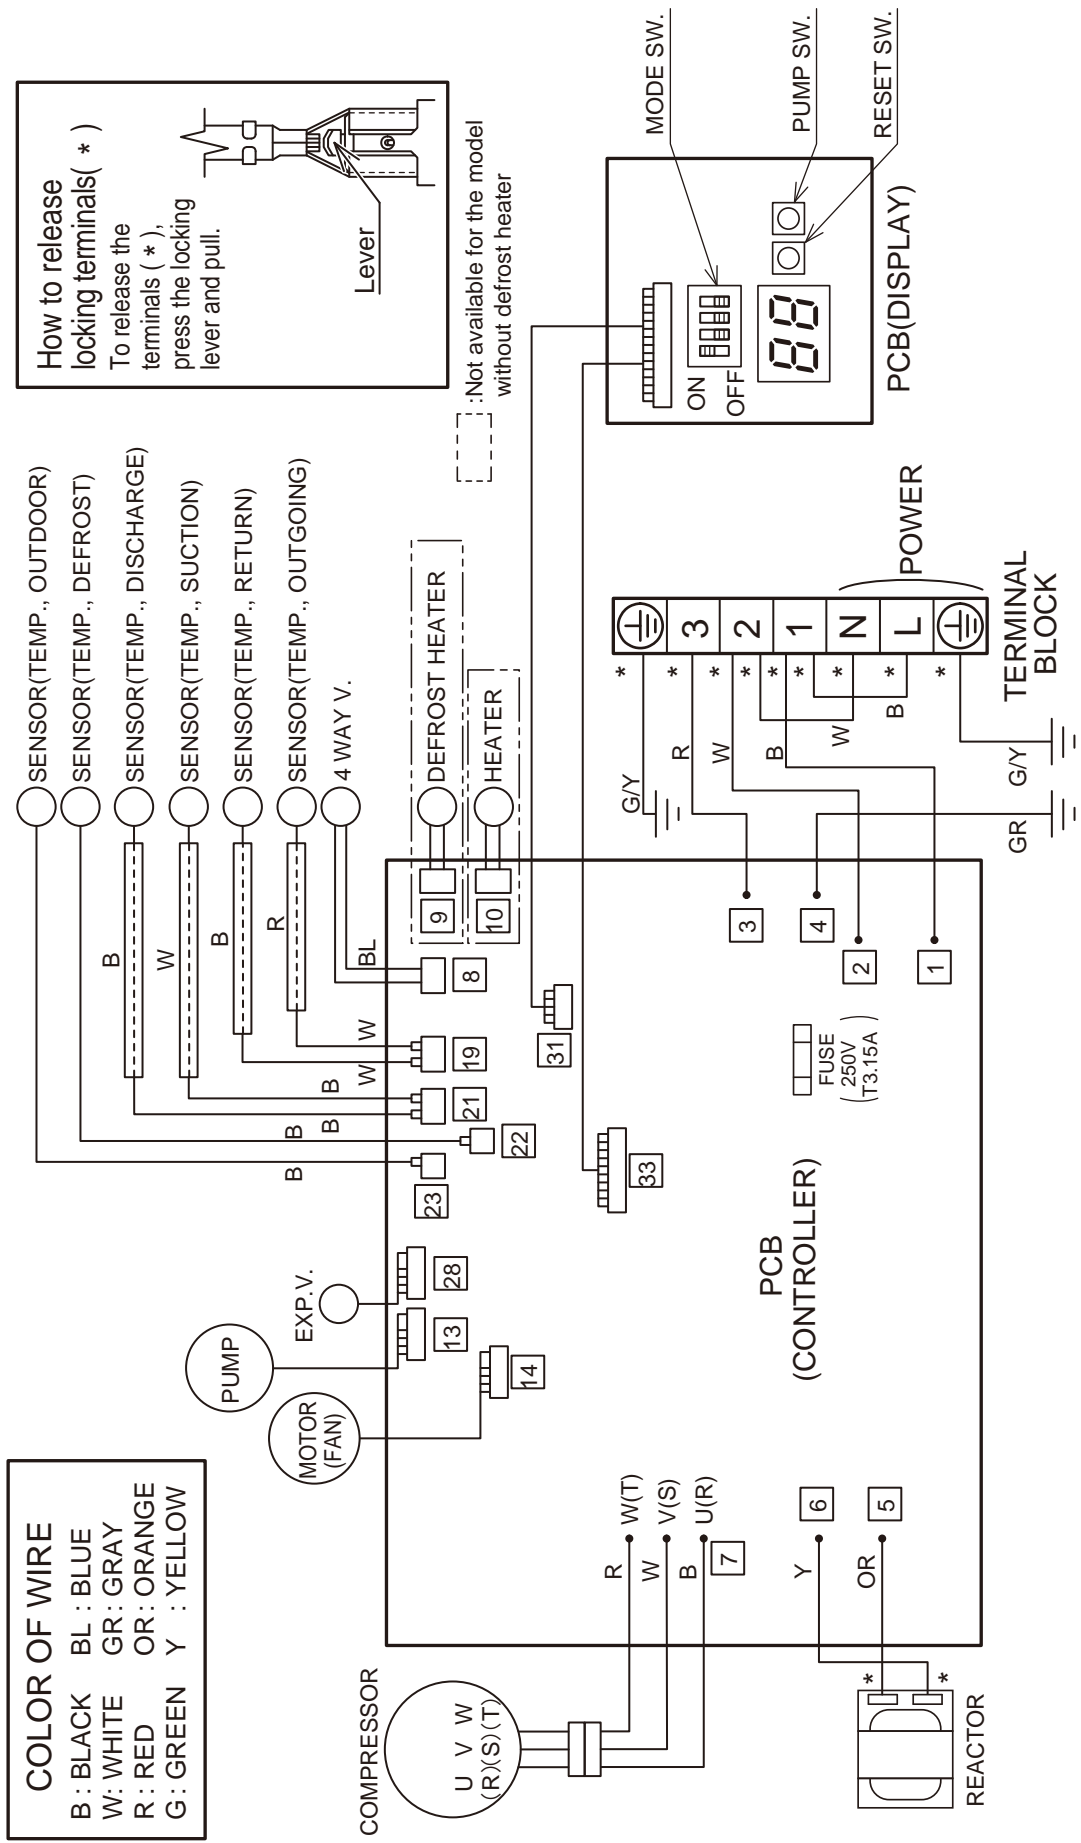 COLOR OF WIRE
B : BLACK BL : BLUE
W : WHITE GR : GRAY
R : RED OR : ORANGE
G : GREEN Y : YELLOW
How to release
locking terminals( * )
To release the
terminals ( * ),
press the locking
lever and pull.
Lever
:Not available for the model
without defrost heater
SENSOR(TEMP., OUTDOOR)
SENSOR(TEMP., DEFROST)
SENSOR(TEMP., DISCHARGE)
SENSOR(TEMP., SUCTION)
SENSOR(TEMP., RETURN)
SENSOR(TEMP., OUTGOING)
4 WAY V.
DEFROST HEATER
HEATER
B
W
B
R
BL
W
W
B
B
B
B
PUMP
MOTOR
(FAN)
EXP.V.
COMPRESSOR
U V W
(R)(S)(T)
R
W
B
W(T)
V(S)
U(R)
7
Y
OR
6
5
*
*
REACTOR
14
13
28
23
22
21
19
8
9
10
31
33
PCB
(CONTROLLER)
FUSE
250V
(T3.15A)
3
4
2
1
G/Y
R
W
B
W
B
G/Y
GR
*
*
*
*
*
*
*
*
*
3
2
1
N
L
POWER
TERMINAL
BLOCK
ON
OFF
88
PCB(DISPLAY)
MODE SW.
PUMP SW.
RESET SW.